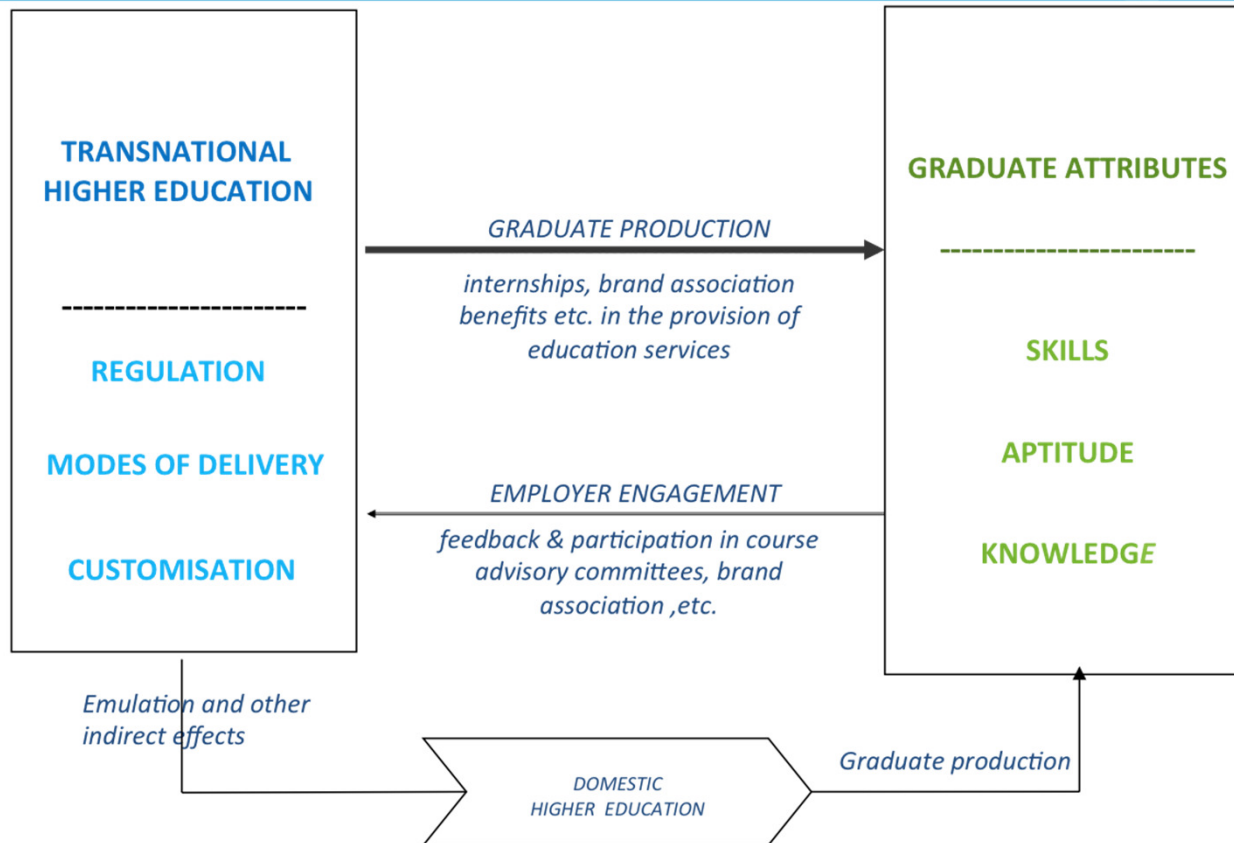 TRANSNATIONAL
HIGHER EDUCATION
------------------------
REGULATION
MODES OF DELIVERY
CUSTOMISATION
GRADUATE PRODUCTION
internships, brand association
benefits etc. in the provision of
education services
EMPLOYER ENGAGEMENT
feedback & participation in course
advisory committees, brand
association ,etc.
GRADUATE ATTRIBUTES
------------------------
SKILLS
APTITUDE
KNOWLEDGE
Emulation and other
indirect effects
DOMESTIC
HIGHER EDUCATION
Graduate production